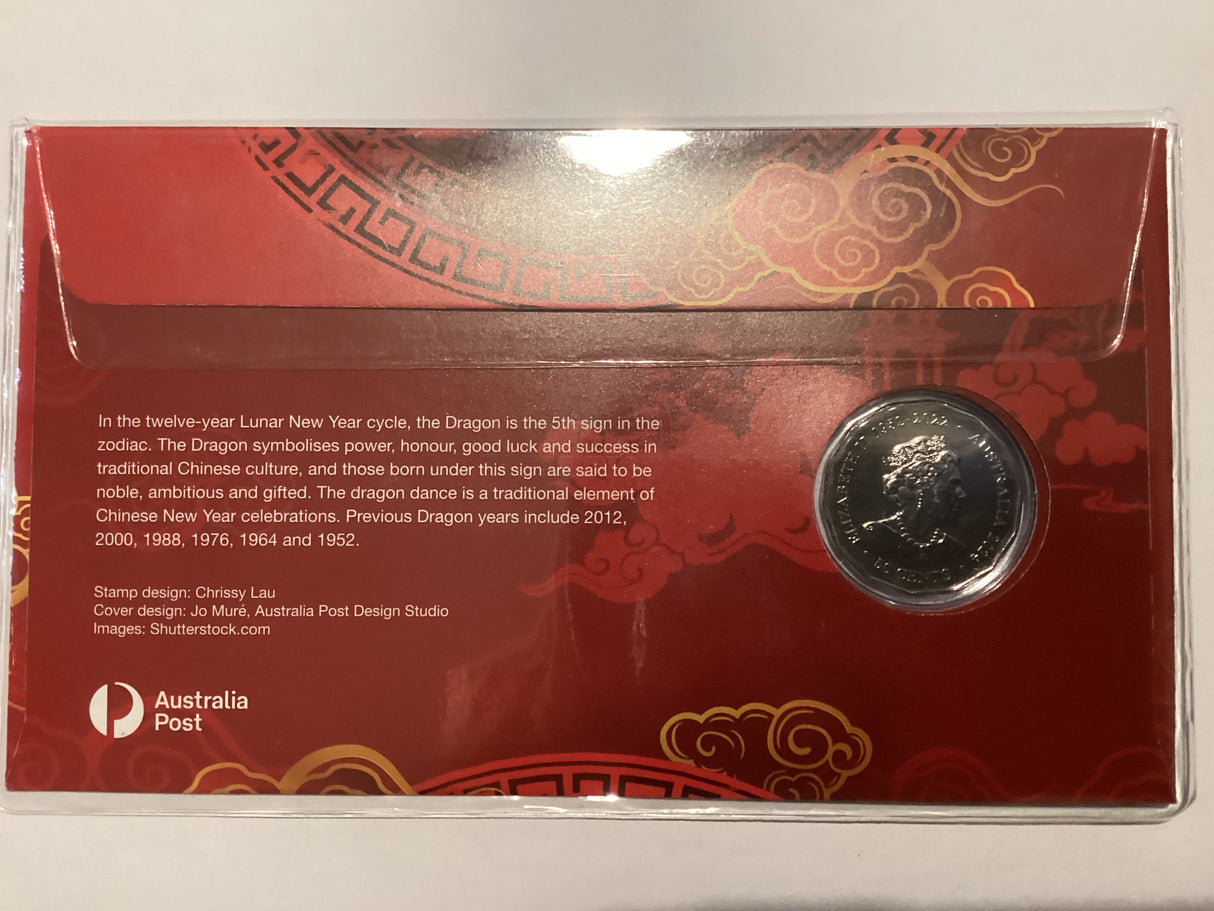 In the twelve-year Lunar New Year cycle, the Dragon is the 5th sign in the
zodiac. The Dragon symbolises power, honour, good luck and success in
traditional Chinese culture, and those born under this sign are said to be
noble, ambitious and gifted. The dragon dance is a traditional element of
Chinese New Year celebrations. Previous Dragon years include 2012,
2000, 1988, 1976, 1964 and 1952.
Stamp design: Chrissy Lau
Cover design: Jo Muré, Australia Post Design Studio
Images: Shutterstock.com
Australia
Post
ELIZABETH II 1952-2022 • AUSTRALIA 2024
50 CENTS